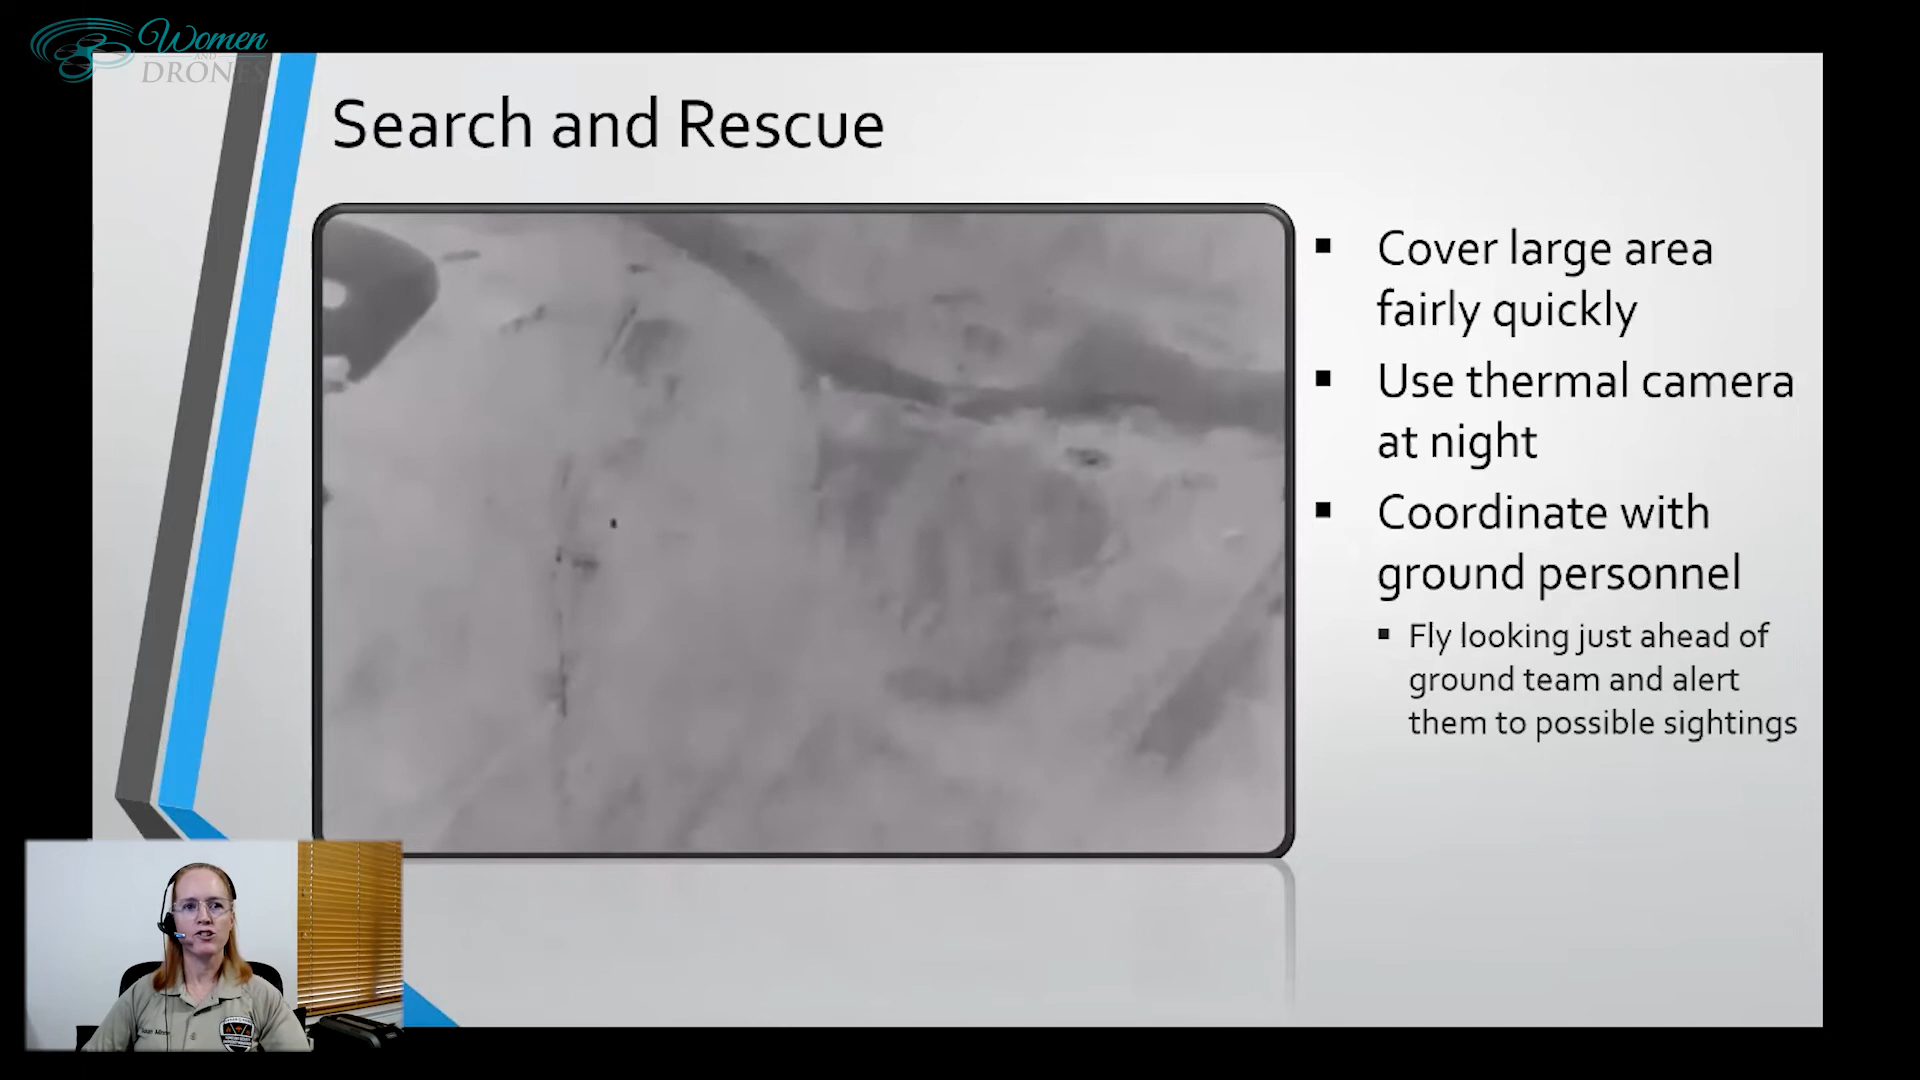 Women
AND
DRONES
Search and Rescue
Cover large area
fairly quickly
Use thermal camera
at night
Coordinate with
ground personnel
Fly looking just ahead of
ground team and alert
them to possible sightings